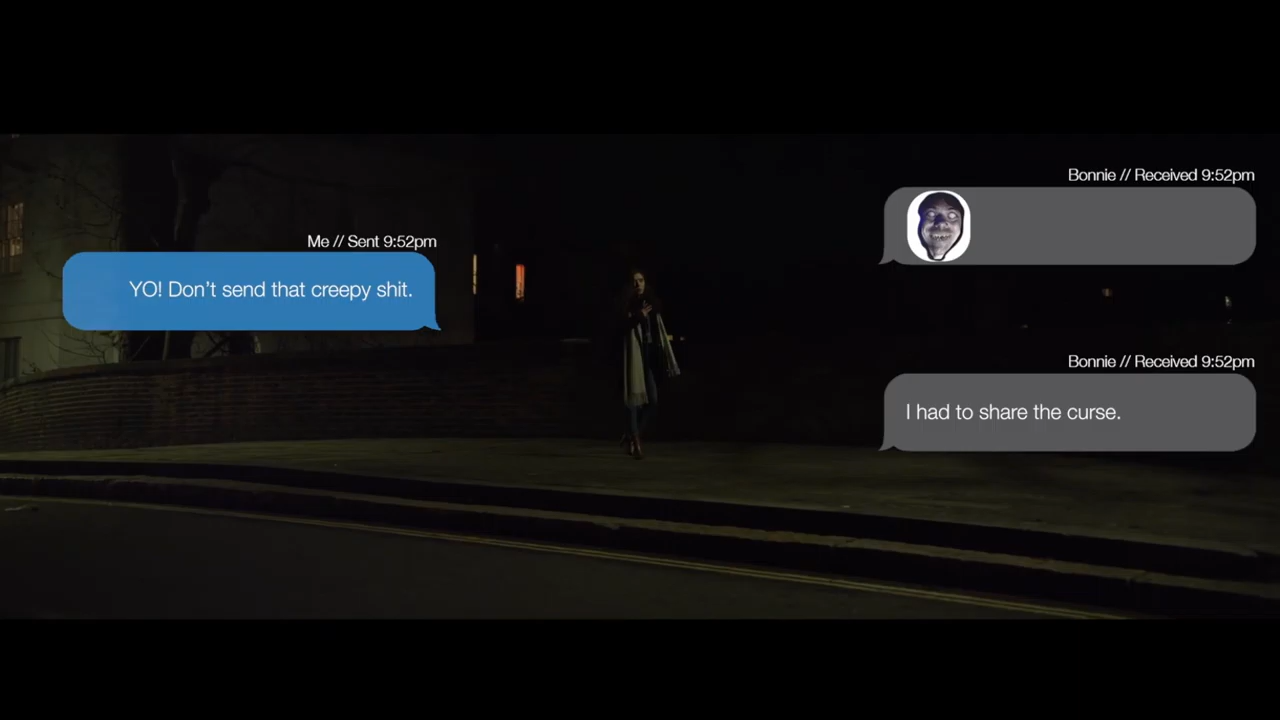 Bonnie // Received 9:52pm
Me // Sent 9:52pm
YO! Don't send that creepy shit.
Bonnie // Received 9:52pm
I had to share the curse.